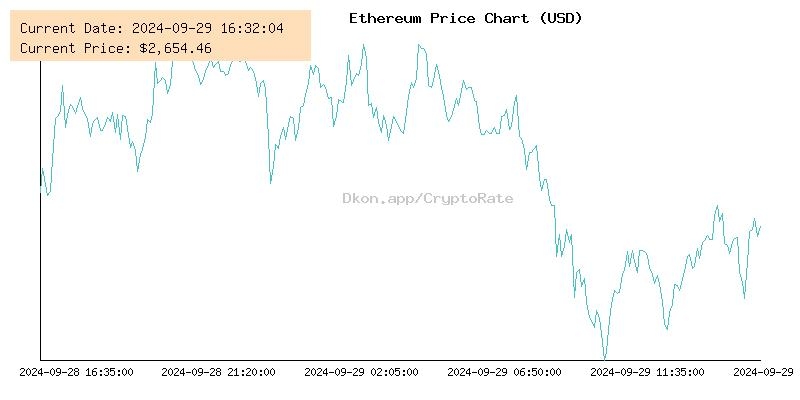 Ethereum Price Chart (USD)
Current Date: 2024-09-29 16:32:04
Current Price: $2,654.46
Dkon.app/CryptoRate
2024-09-28 16:35:00
2024-09-28 21:20:00
2024-09-29 02:05:00
2024-09-29 06:50:00
2024-09-29 11:35:00
2024-09-29